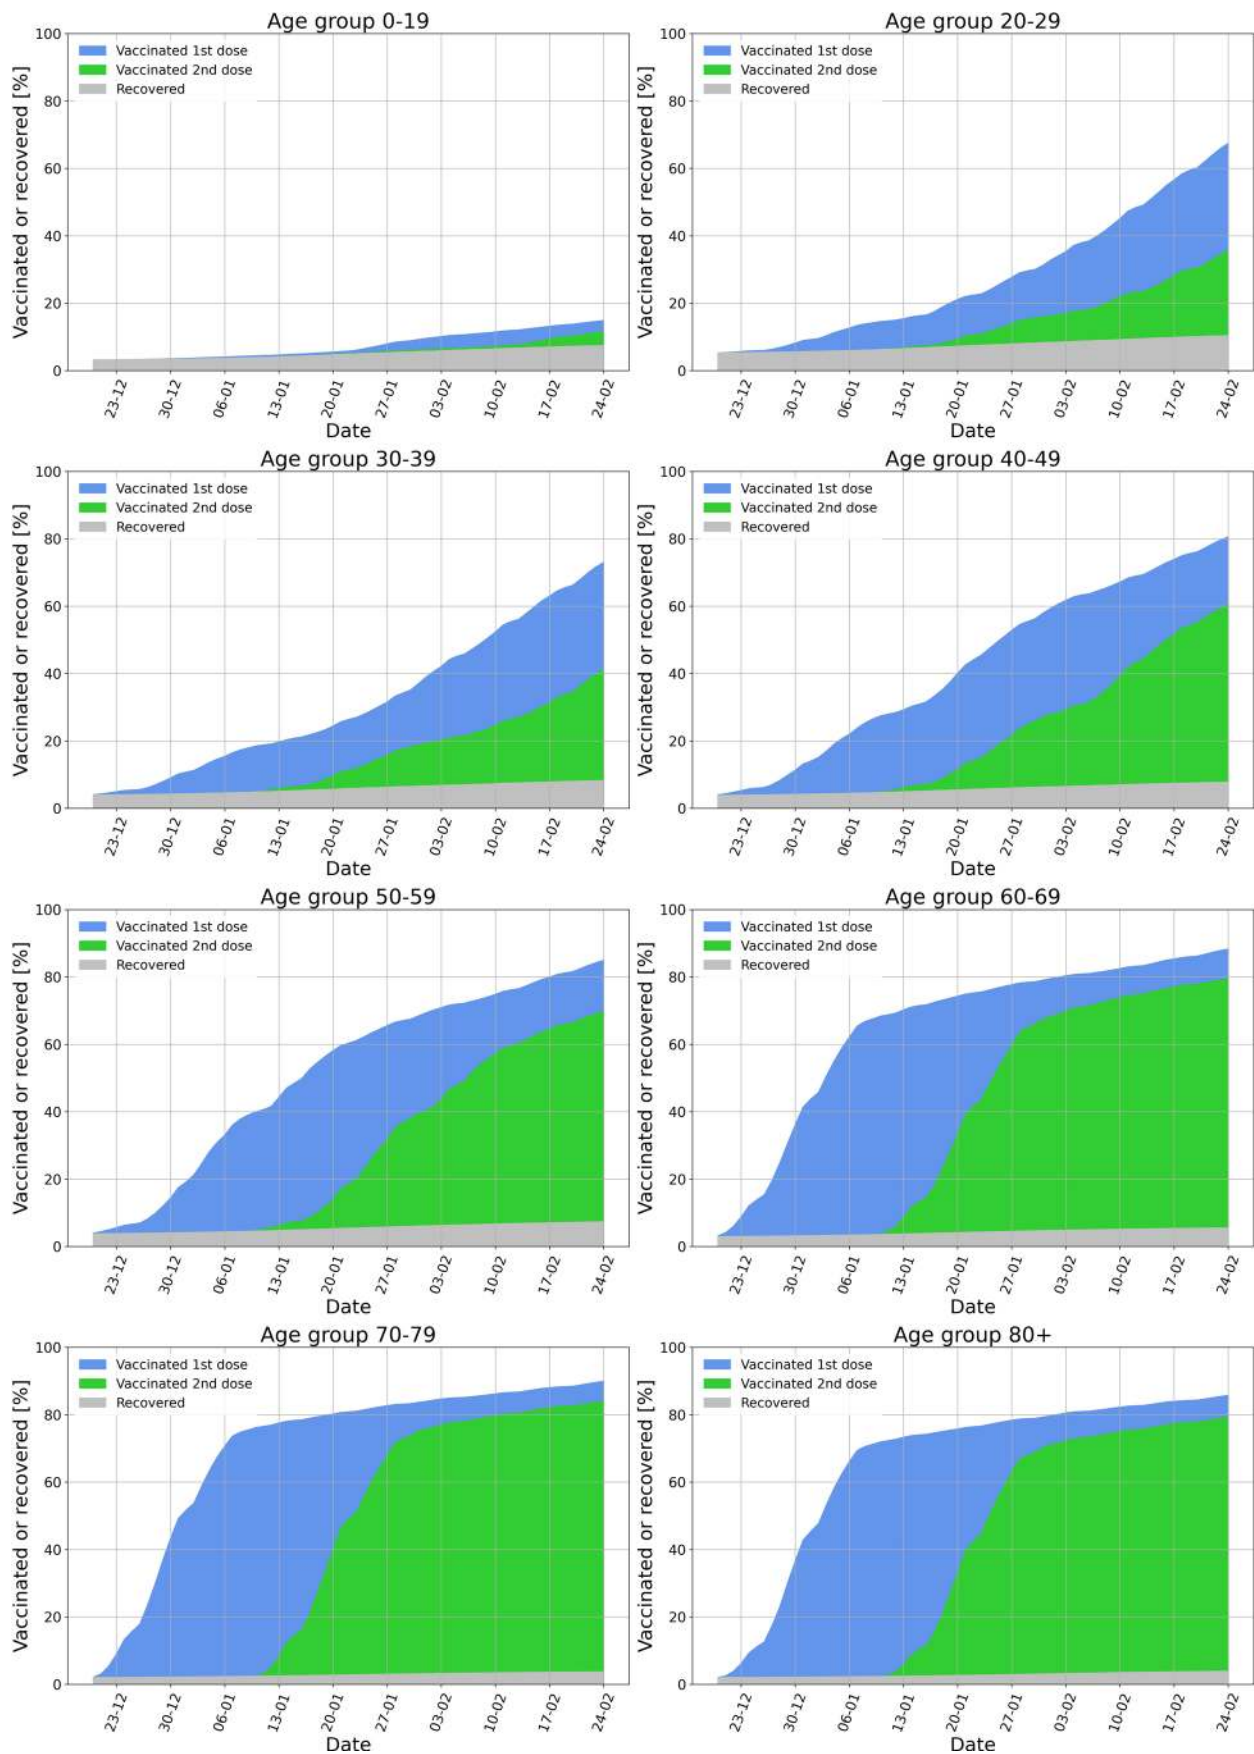 Age group 0-19
Vaccinated or recovered [%]
100
80
60
40
20
0
Vaccinated 1st dose
Vaccinated 2nd dose
Recovered
23-12
30-12
06-01
13-01
20-01
27-01
03-02
10-02
17-02
24-02
Date
Age group 20-29
Vaccinated or recovered [%]
100
80
60
40
20
0
Vaccinated 1st dose
Vaccinated 2nd dose
Recovered
23-12
30-12
06-01
13-01
20-01
27-01
03-02
10-02
17-02
24-02
Date
Age group 30-39
Vaccinated or recovered [%]
100
80
60
40
20
0
Vaccinated 1st dose
Vaccinated 2nd dose
Recovered
23-12
30-12
06-01
13-01
20-01
27-01
03-02
10-02
17-02
24-02
Date
Age group 40-49
Vaccinated or recovered [%]
100
80
60
40
20
0
Vaccinated 1st dose
Vaccinated 2nd dose
Recovered
23-12
30-12
06-01
13-01
20-01
27-01
03-02
10-02
17-02
24-02
Date
Age group 50-59
Vaccinated or recovered [%]
100
80
60
40
20
0
Vaccinated 1st dose
Vaccinated 2nd dose
Recovered
23-12
30-12
06-01
13-01
20-01
27-01
03-02
10-02
17-02
24-02
Date
Age group 60-69
Vaccinated or recovered [%]
100
80
60
40
20
0
Vaccinated 1st dose
Vaccinated 2nd dose
Recovered
23-12
30-12
06-01
13-01
20-01
27-01
03-02
10-02
17-02
24-02
Date
Age group 70-79
Vaccinated or recovered [%]
100
80
60
40
20
0
Vaccinated 1st dose
Vaccinated 2nd dose
Recovered
23-12
30-12
06-01
13-01
20-01
27-01
03-02
10-02
17-02
24-02
Date
Age group 80+
Vaccinated or recovered [%]
100
80
60
40
20
0
Vaccinated 1st dose
Vaccinated 2nd dose
Recovered
23-12
30-12
06-01
13-01
20-01
27-01
03-02
10-02
17-02
24-02
Date